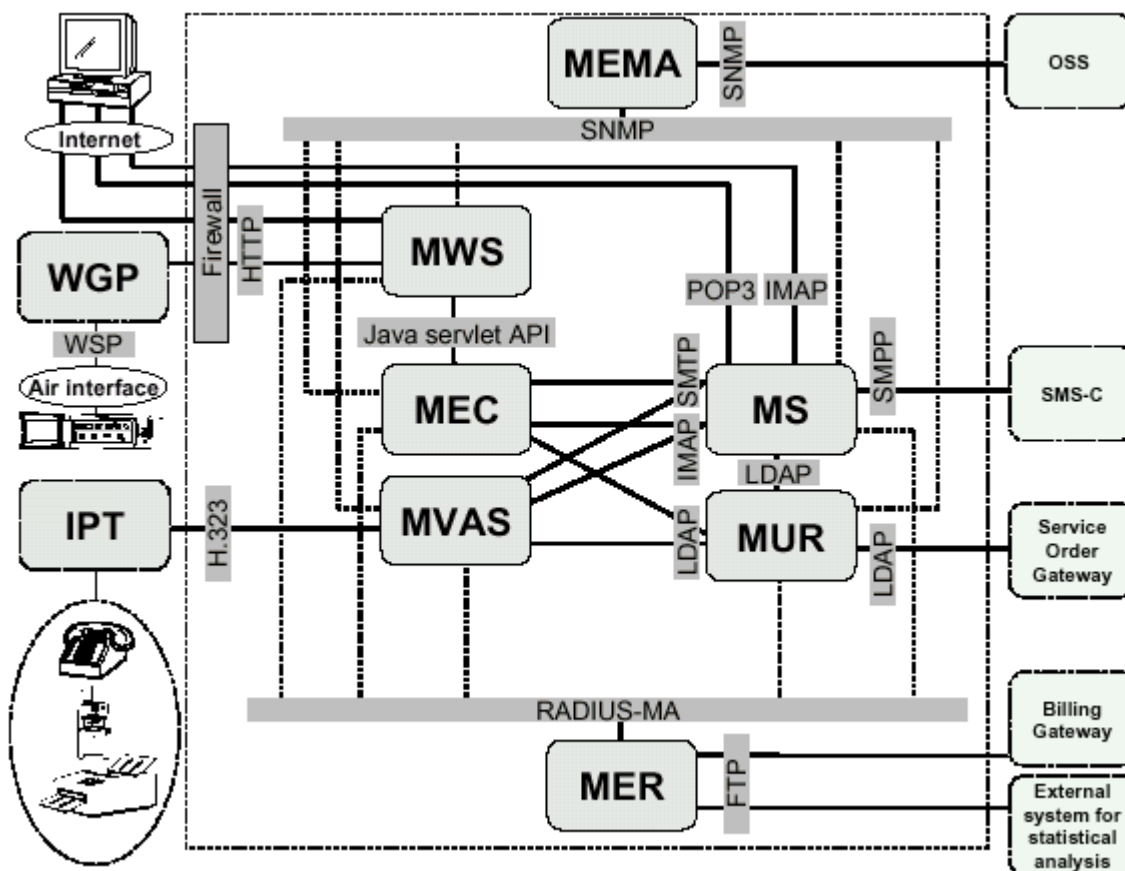 MEMA
SNMP
OSS
SNMP
Internet
Firewall
HTTP
MWS
WGP
POP3
IMAP
WSP
Java servlet API
Air interface
SMTP
SMPP
MEC
MS
SMS-C
IMAP
LDAP
IPT
H.323
MVAS
LDAP
MUR
LDAP
Service
Order
Gateway
RADIUS-MA
Billing
Gateway
MER
FTP
External
system for
statistical
analysis